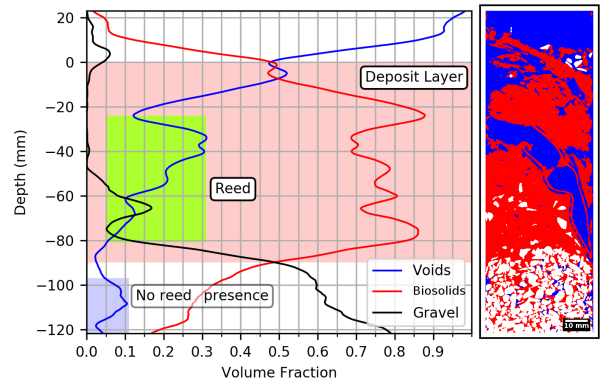 20
0
−20
−40
−60
−80
−100
−120
Depth (mm)
Deposit Layer
Reed
No reed presence
Voids
Biosolids
Gravel
0.0 0.1 0.2 0.3 0.4 0.5 0.6 0.7 0.8 0.9
Volume Fraction
10 mm